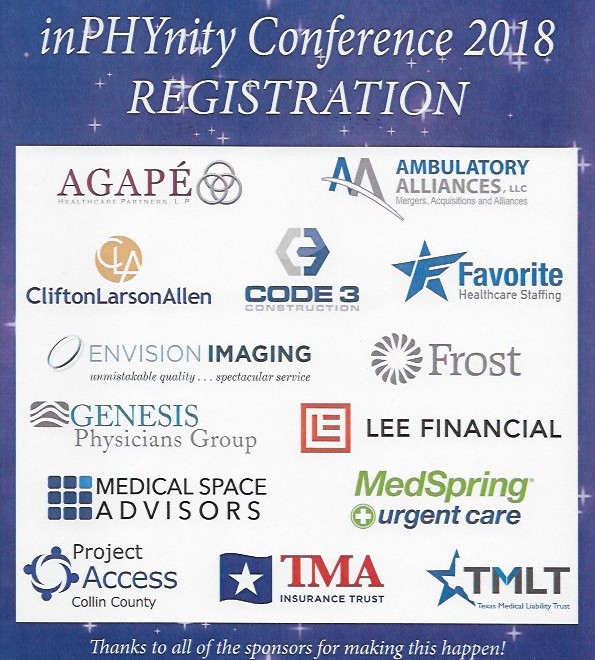 inPHYnity Conference 2018
REGISTRATION
AGAPÉ
HEALTHCARE PARTNERS, L.P.
AMBULATORY
ALLIANCES, LLC
Mergers, Acquisitions and Alliances
CLA
CliftonLarsonAllen
CODE 3
CONSTRUCTION
Favorite
Healthcare Staffing
ENVISION IMAGING
unmistakable quality . . . spectacular service
Frost
GENESIS
Physicians Group
LE
LEE FINANCIAL
MEDICAL SPACE
ADVISORS
MedSpring
urgent care
Project
Access
Collin County
TMA
INSURANCE TRUST
TMLT
Texas Medical Liability Trust
Thanks to all of the sponsors for making this happen!